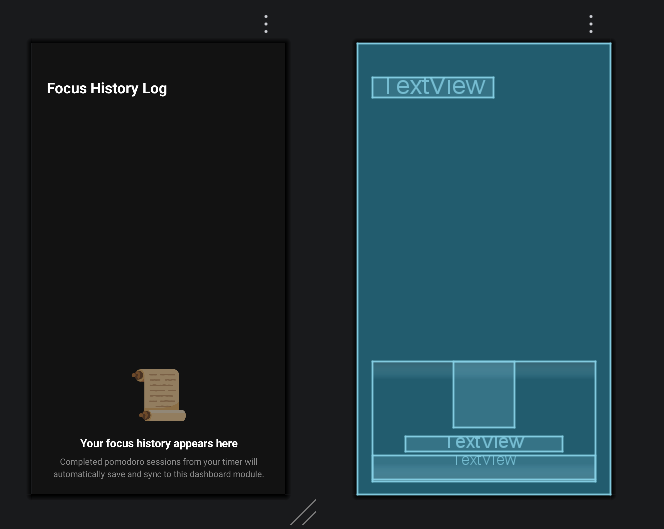 Focus History Log
TextView
Your focus history appears here
Completed pomodoro sessions from your timer will
automatically save and sync to this dashboard module.
TextView
TextView